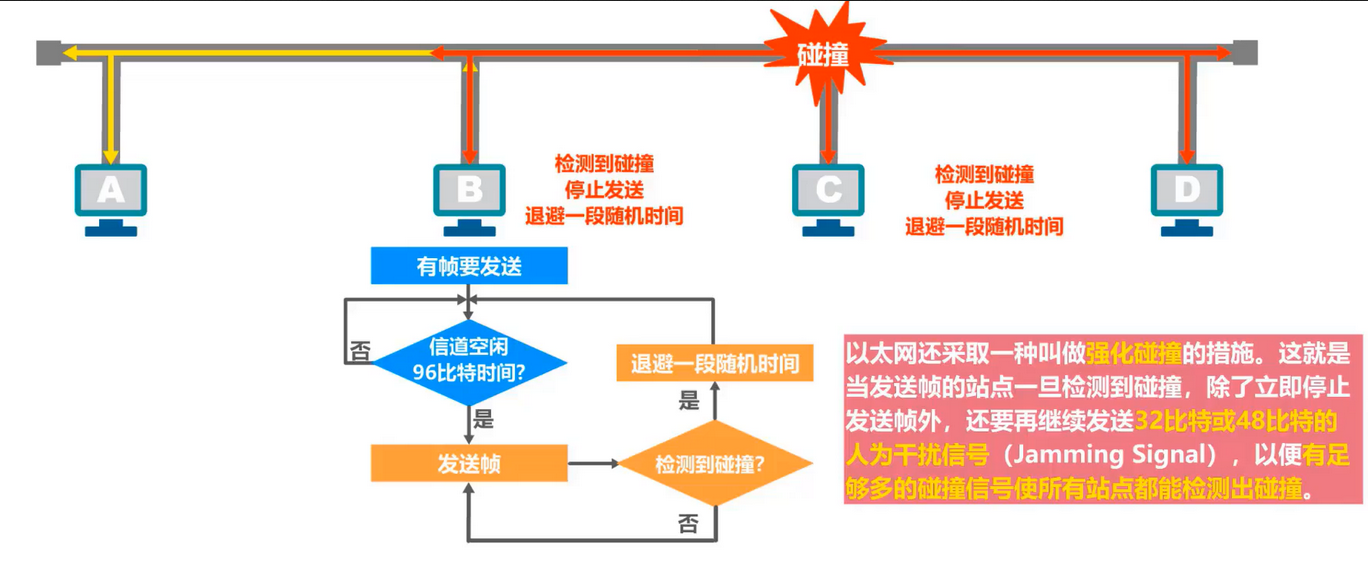 碰撞
A
B
C
D
检测到碰撞
停止发送
退避一段随机时间
检测到碰撞
停止发送
退避一段随机时间
有帧要发送
信道空闲
96比特时间?
否
是
发送帧
检测到碰撞?
是
否
退避一段随机时间
以太网还采取一种叫做强化碰撞的措施。这就是
当发送帧的站点一旦检测到碰撞，除了立即停止
发送帧外，还要再继续发送32比特或48比特的
人为干扰信号（Jamming Signal），以便有足
够多的碰撞信号使所有站点都能检测出碰撞。